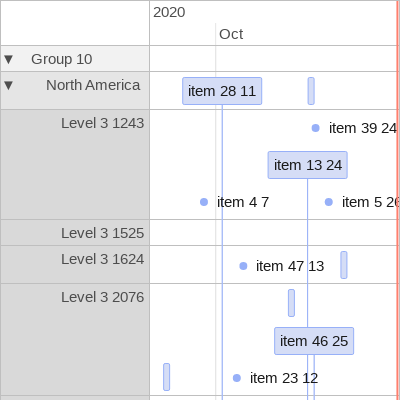 2020
Oct
▼ Group 10
▼ North America
item 28 11
Level 3 1243
item 39 24
item 13 24
item 4 7
item 5 26
Level 3 1525
Level 3 1624
item 47 13
Level 3 2076
item 46 25
item 23 12